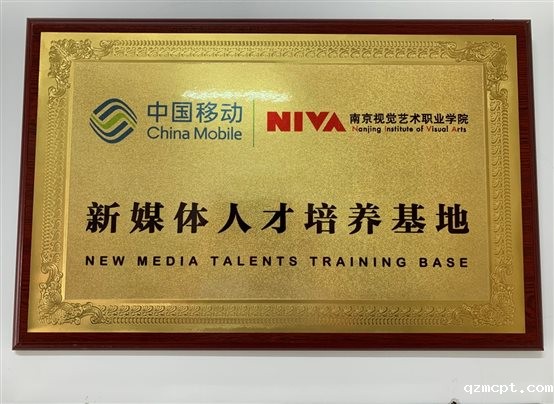 中国移动
China Mobile
NIVA 南京视觉艺术职业学院
Nanjing Institute of Visual Arts
新媒体人才培养基地
NEW MEDIA TALENTS TRAINING BASE
qzmcpt.com